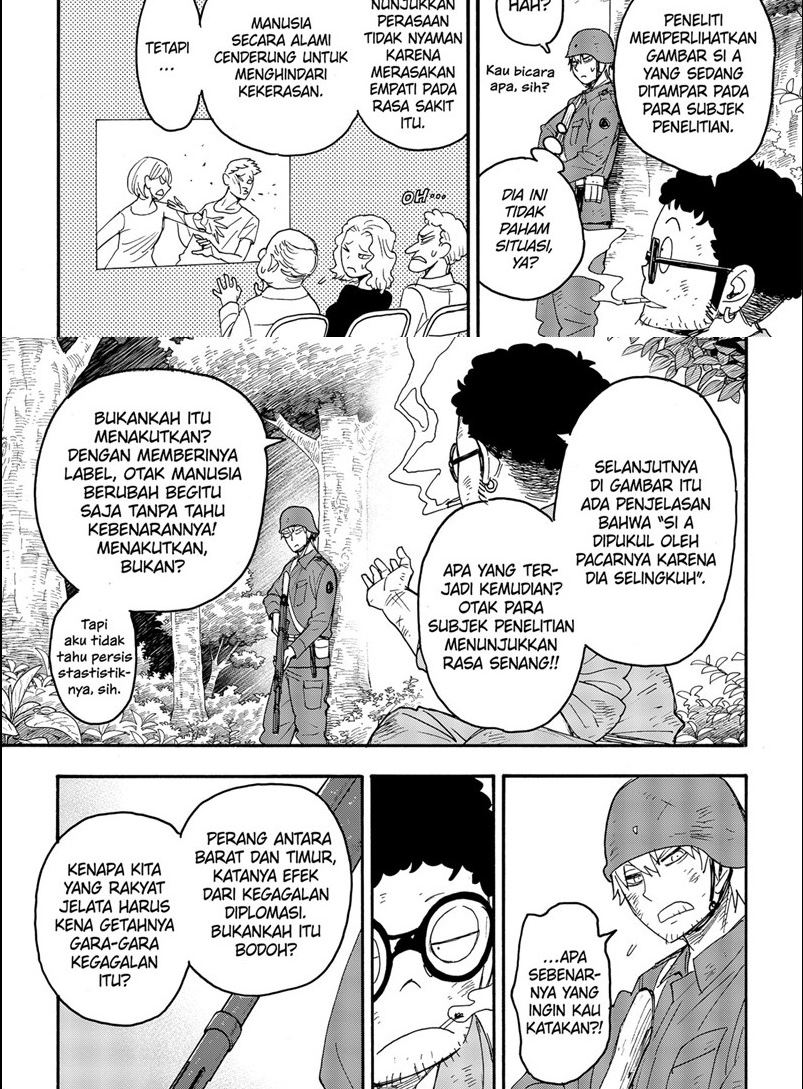 HAH?
PENELITI
MEMPERLIHATKAN
GAMBAR SI A
YANG SEDANG
DITAMPAR PADA
PARA SUBJEK
PENELITIAN.
Kau bicara
apa, sih?
DIA INI
TIDAK
PAHAM
SITUASI,
YA?
NUNJUKKAN
PERASAAN
TIDAK NYAMAN
KARENA
MERASAKAN
EMPATI PADA
RASA SAKIT
ITU.
MANUSIA
SECARA ALAMI
CENDERUNG UNTUK
MENGHINDARI
KEKERASAN.
TETAPI
...
OH...
SELANJUTNYA
DI GAMBAR ITU
ADA PENJELASAN
BAHWA "SI A
DIPUKUL OLEH
PACARNYA KARENA
DIA SELINGKUH".
APA YANG TER-
JADI KEMUDIAN?
OTAK PARA
SUBJEK PENELITIAN
MENUNJUKKAN
RASA SENANG!!
BUKANKAH ITU
MENAKUTKAN?
DENGAN MEMBERINYA
LABEL, OTAK MANUSIA
BERUBAH BEGITU
SAJA TANPA TAHU
KEBENARANNYA!
MENAKUTKAN,
BUKAN?
Tapi
aku tidak
tahu persis
stastistik-
nya, sih.
...APA
SEBENAR-
NYA YANG
INGIN KAU
KATAKAN?!
PERANG ANTARA
BARAT DAN TIMUR,
KATANYA EFEK
DARI KEGAGALAN
DIPLOMASI.
BUKANKAH ITU
BODOH?
KENAPA KITA
YANG RAKYAT
JELATA HARUS
KENA GETAHNYA
GARA-GARA
KEGAGALAN
ITU?